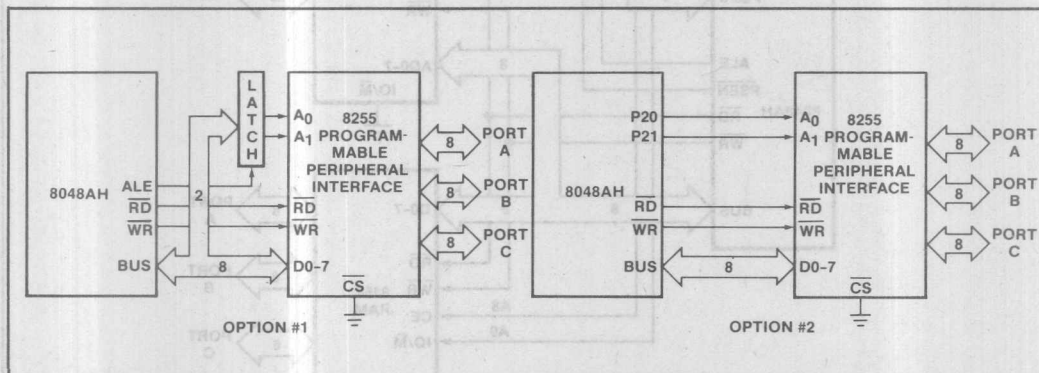 8048AH
ALE
RD
WR
BUS
2
8
LATCH
A0
A1
RD
WR
D0-7
8255
PROGRAM-
MABLE
PERIPHERAL
INTERFACE
CS
8
PORT
A
8
PORT
B
8
PORT
C
OPTION #1
8048AH
P20
P21
RD
WR
BUS
8
A0
A1
RD
WR
D0-7
8255
PROGRAM-
MABLE
PERIPHERAL
INTERFACE
CS
8
PORT
A
8
PORT
B
8
PORT
C
OPTION #2